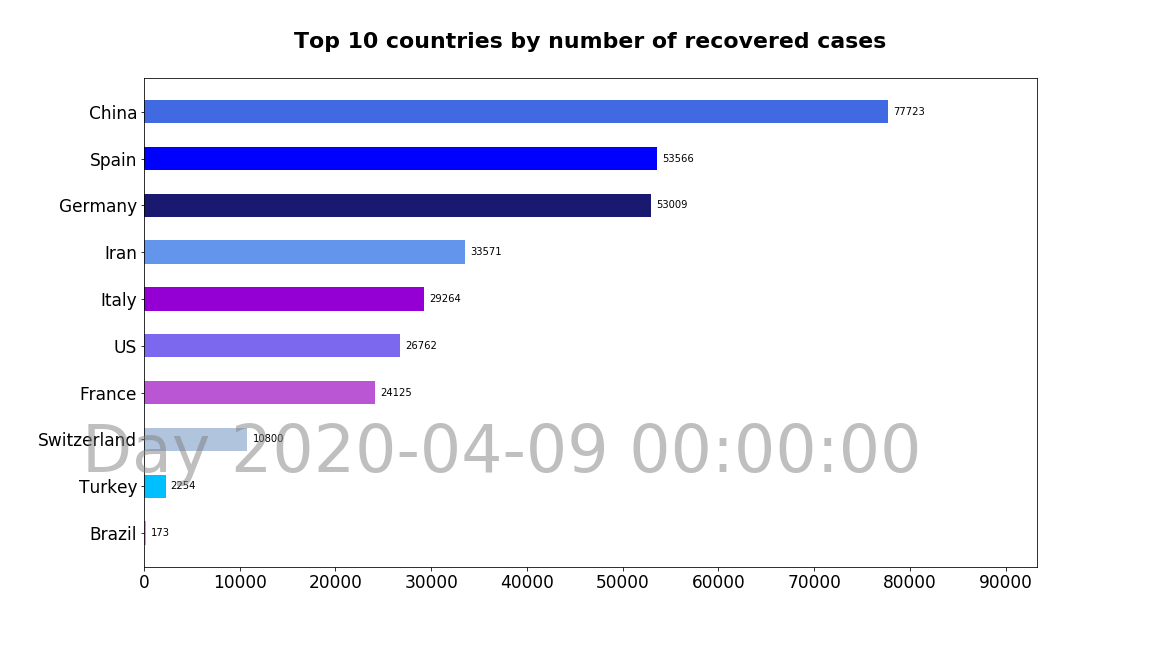 Top 10 countries by number of recovered cases
China 77723
Spain 53566
Germany 53009
Iran 33571
Italy 29264
US 26762
France 24125
Switzerland 10800
Day 2020-04-09 00:00:00
Turkey 2254
Brazil 173
0 10000 20000 30000 40000 50000 60000 70000 80000 90000